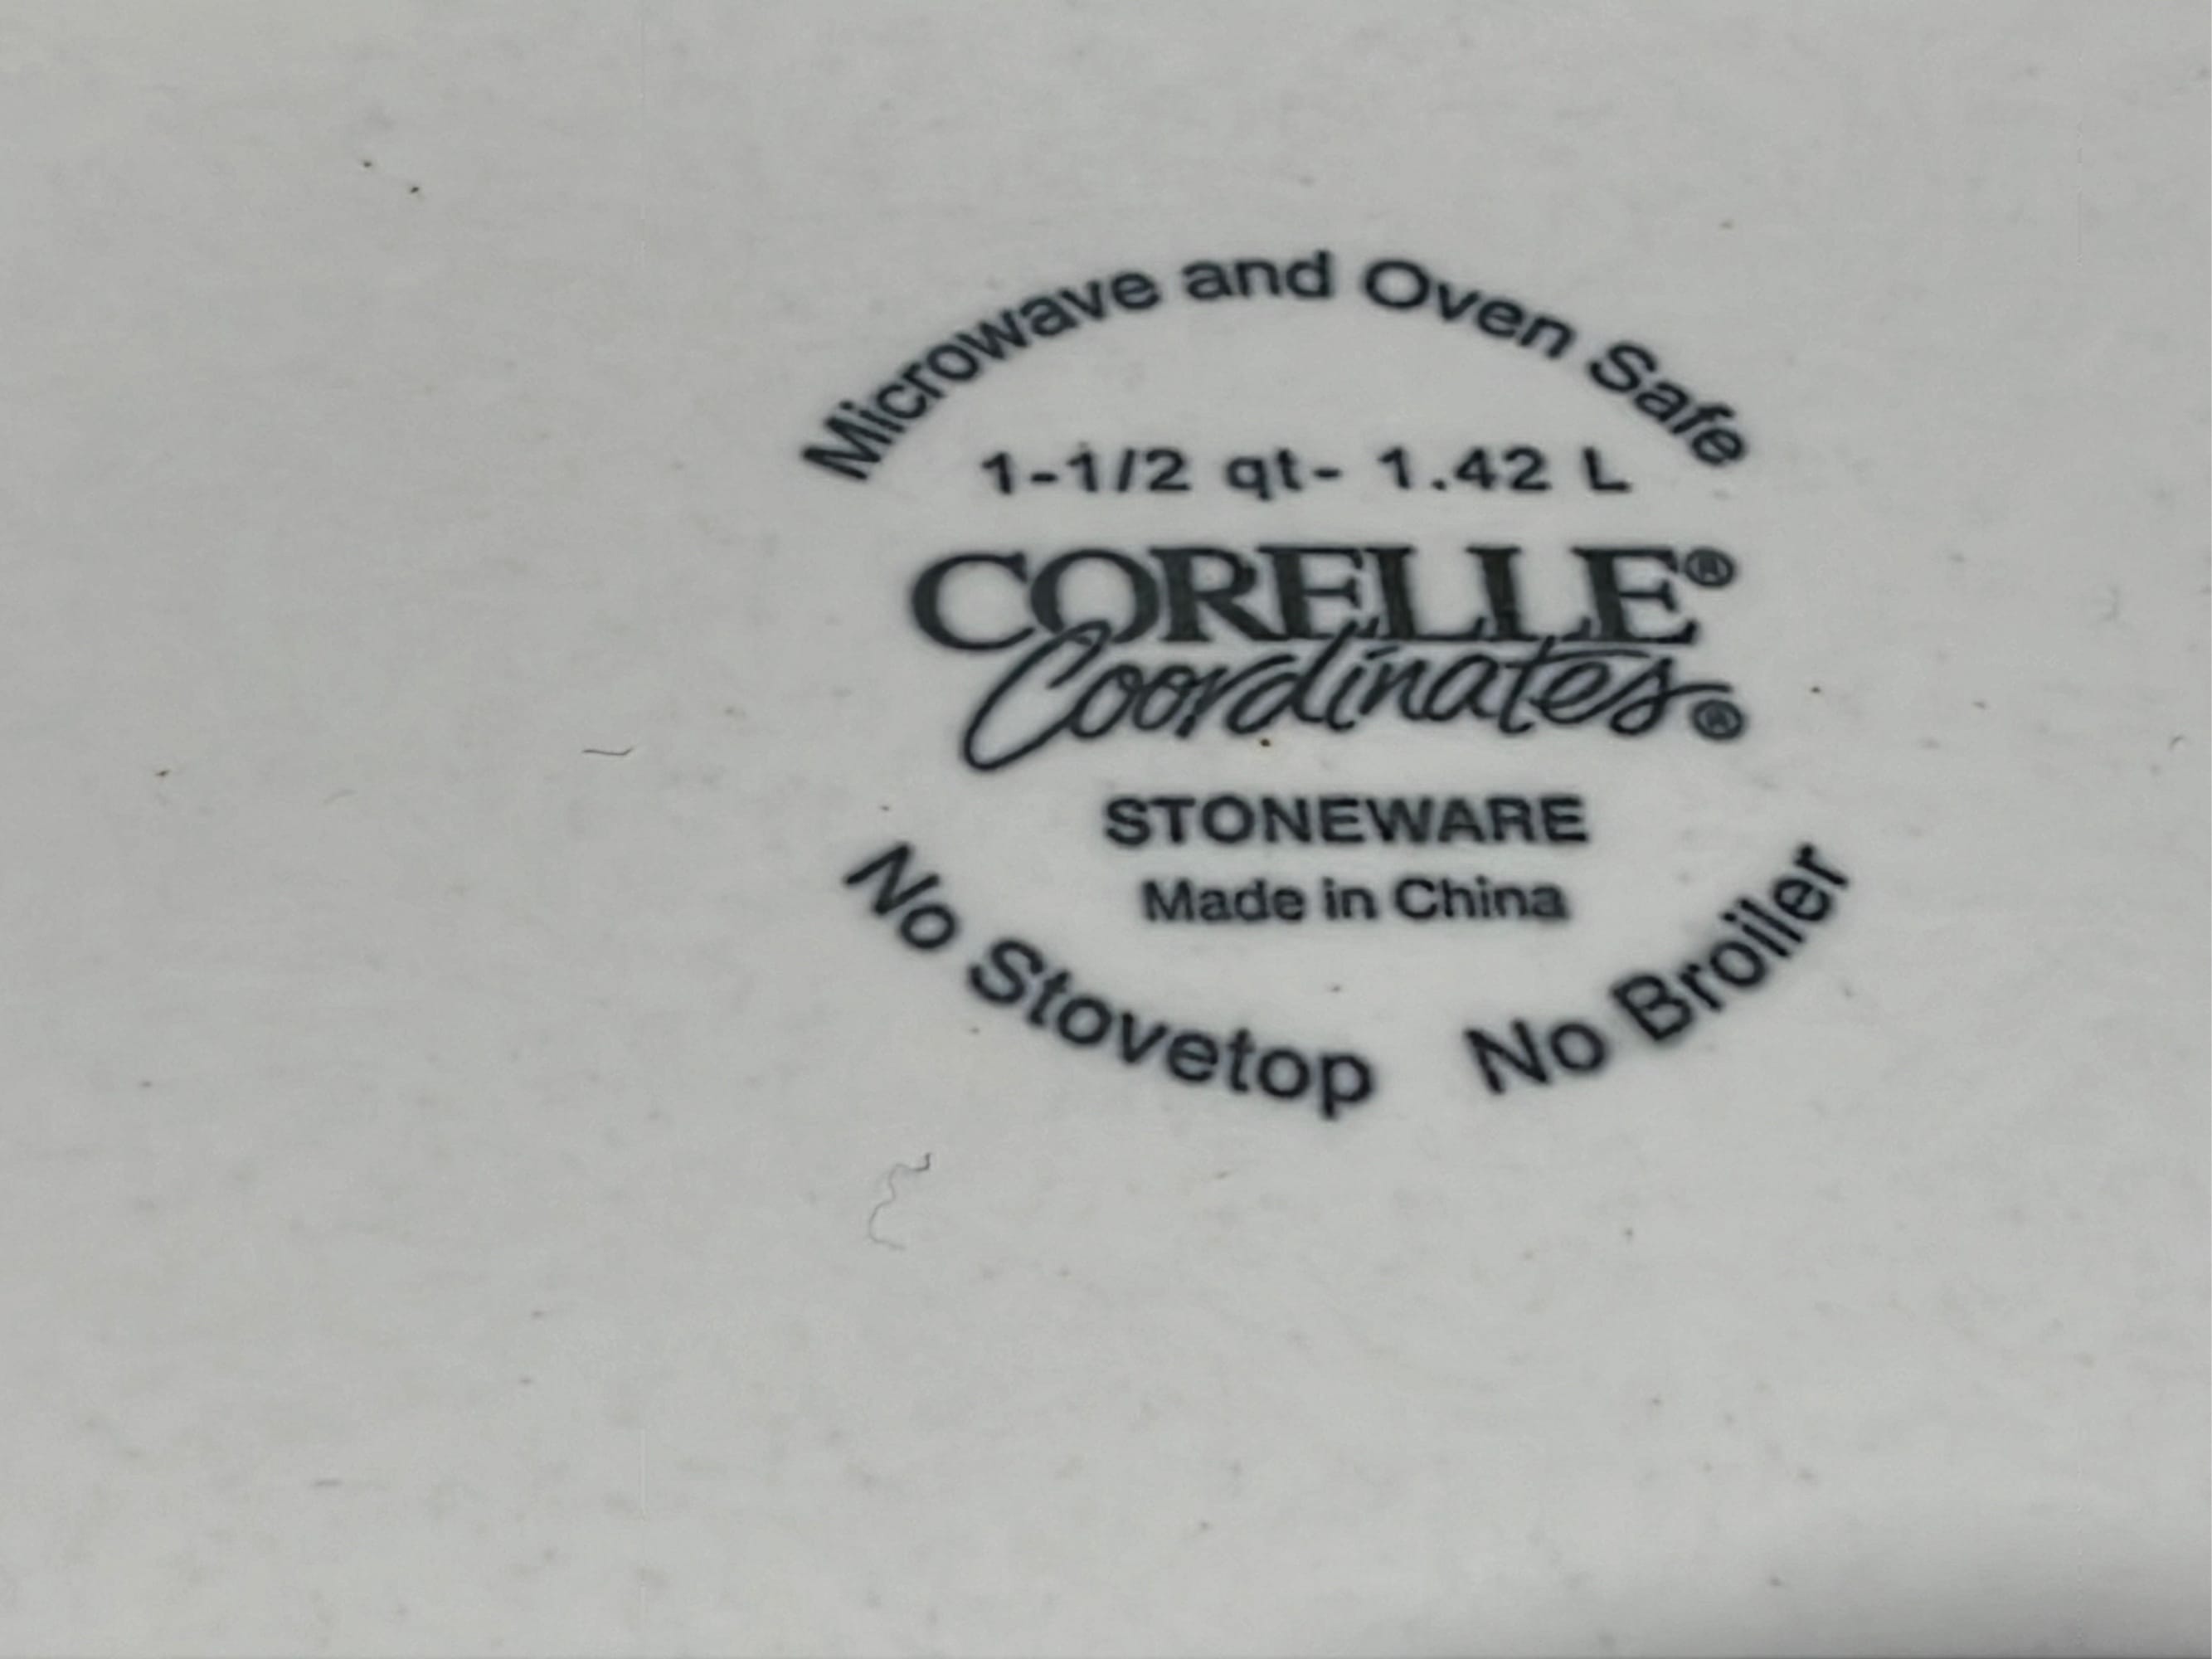 Microwave and Oven Safe
1-1/2 qt- 1.42 L
CORELLE®
Coordinates®
STONEWARE
Made in China
No Stovetop No Broiler